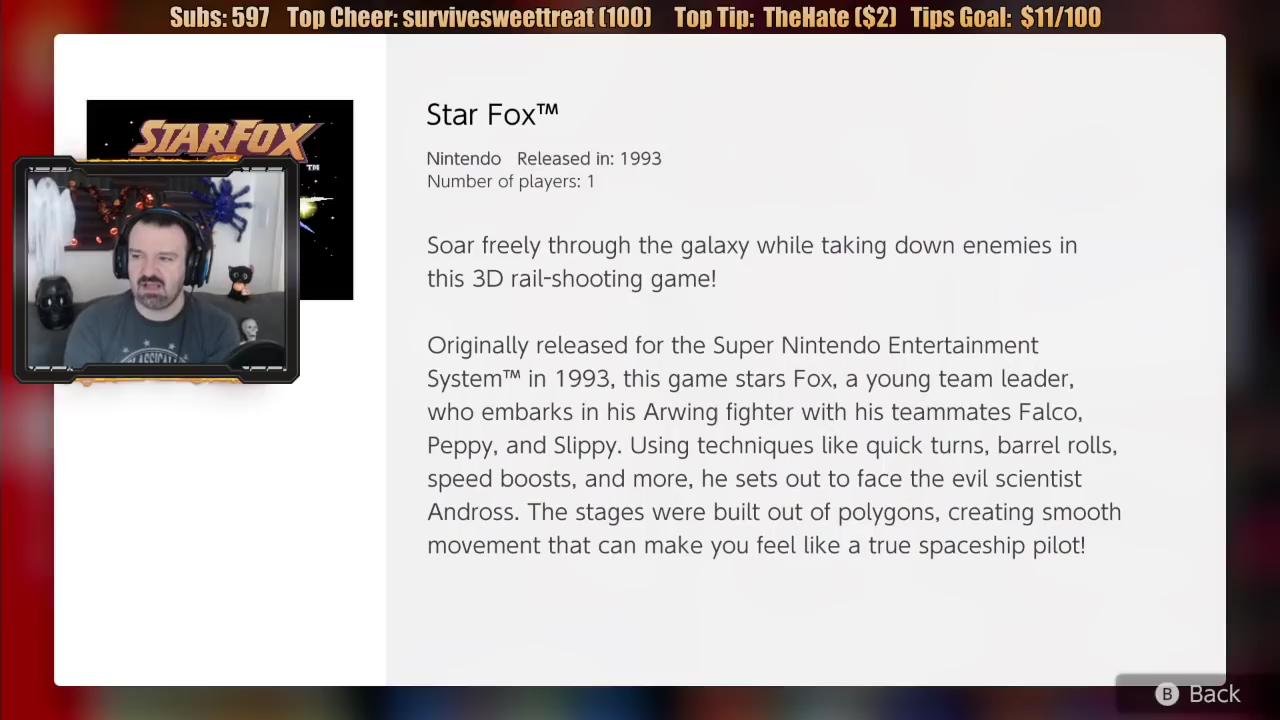 Subs: 597 Top Cheer: survivesweettreat (100) Top Tip: TheHate ($2) Tips Goal: $11/100
STARFOX
TM
Star Fox™
Nintendo Released in: 1993
Number of players: 1
Soar freely through the galaxy while taking down enemies in
this 3D rail-shooting game!
Originally released for the Super Nintendo Entertainment
System™ in 1993, this game stars Fox, a young team leader,
who embarks in his Arwing fighter with his teammates Falco,
Peppy, and Slippy. Using techniques like quick turns, barrel rolls,
speed boosts, and more, he sets out to face the evil scientist
Andross. The stages were built out of polygons, creating smooth
movement that can make you feel like a true spaceship pilot!
B Back